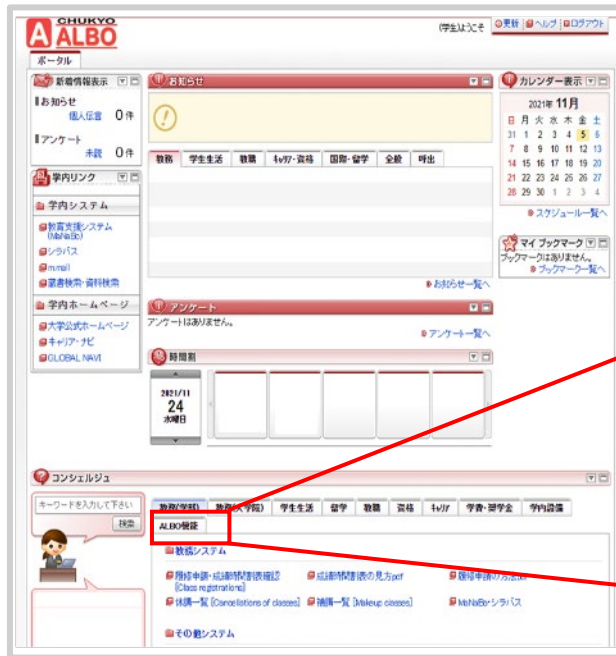 CHUKYO
ALBO
(学生)ようこそ
更新 ヘルプ ログアウト
ポータル
新着情報表示
お知らせ
個人伝言 0件
アンケート
未読 0件
学内リンク
学内システム
教育支援システム
(MaNaBo)
シラバス
m.mail
蔵書検索・資料検索
学内ホームページ
大学公式ホームページ
キャリア・ナビ
GLOBAL NAVI
お知らせ
教務 学生生活 教職 ｷｬﾘｱ・資格 国際・留学 全般 呼出
お知らせ一覧へ
アンケート
アンケートはありません。
アンケート一覧へ
時間割
2021/11
24
水曜日
カレンダー表示
2021年 11月
日 月 火 水 木 金 土
31 1 2 3 4 5 6
7 8 9 10 11 12 13
14 15 16 17 18 19 20
21 22 23 24 25 26 27
28 29 30 1 2 3 4
スケジュール一覧へ
マイ ブックマーク
ブックマークはありません。
ブックマーク一覧へ
コンシェルジュ
キーワードを入力して下さい
検索
教務(学部) 教務(大学院) 学生生活 留学 教職 資格 ｷｬﾘｱ 学費・奨学金 学内設備
ALBO機能
教務システム
履修申請・成績時間割表確認
[Class registrations]
成績時間割表の見方pdf
履修申請の方法pdf
休講一覧 [Cancellations of classes]
補講一覧 [Makeup classes]
MaNaBo・シラバス
その他システム